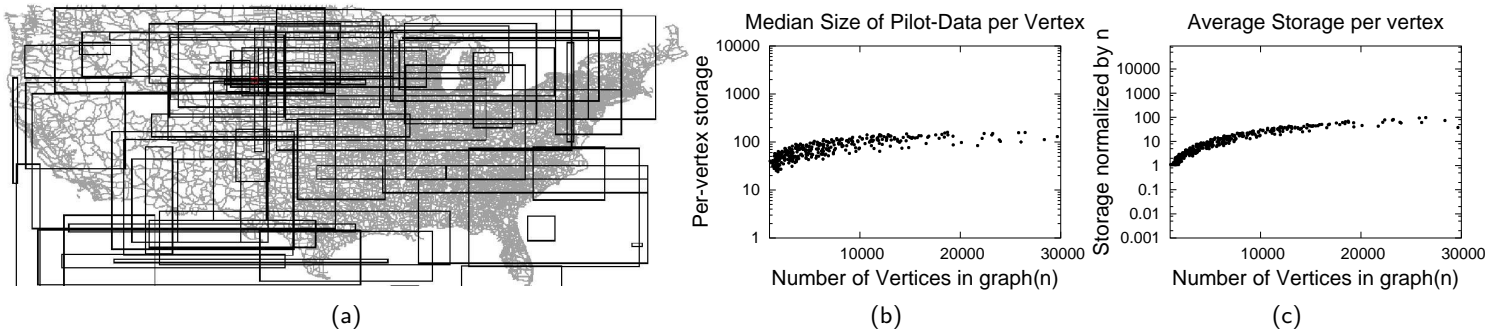 Median Size of Pilot-Data per Vertex
10000
1000
100
10
1
Per-vertex storage
10000
20000
30000
Number of Vertices in graph(n)
Average Storage per vertex
10000
1000
100
10
1
0.1
0.01
0.001
Storage normalized by n
10000
20000
30000
Number of Vertices in graph(n)
(a)
(b)
(c)